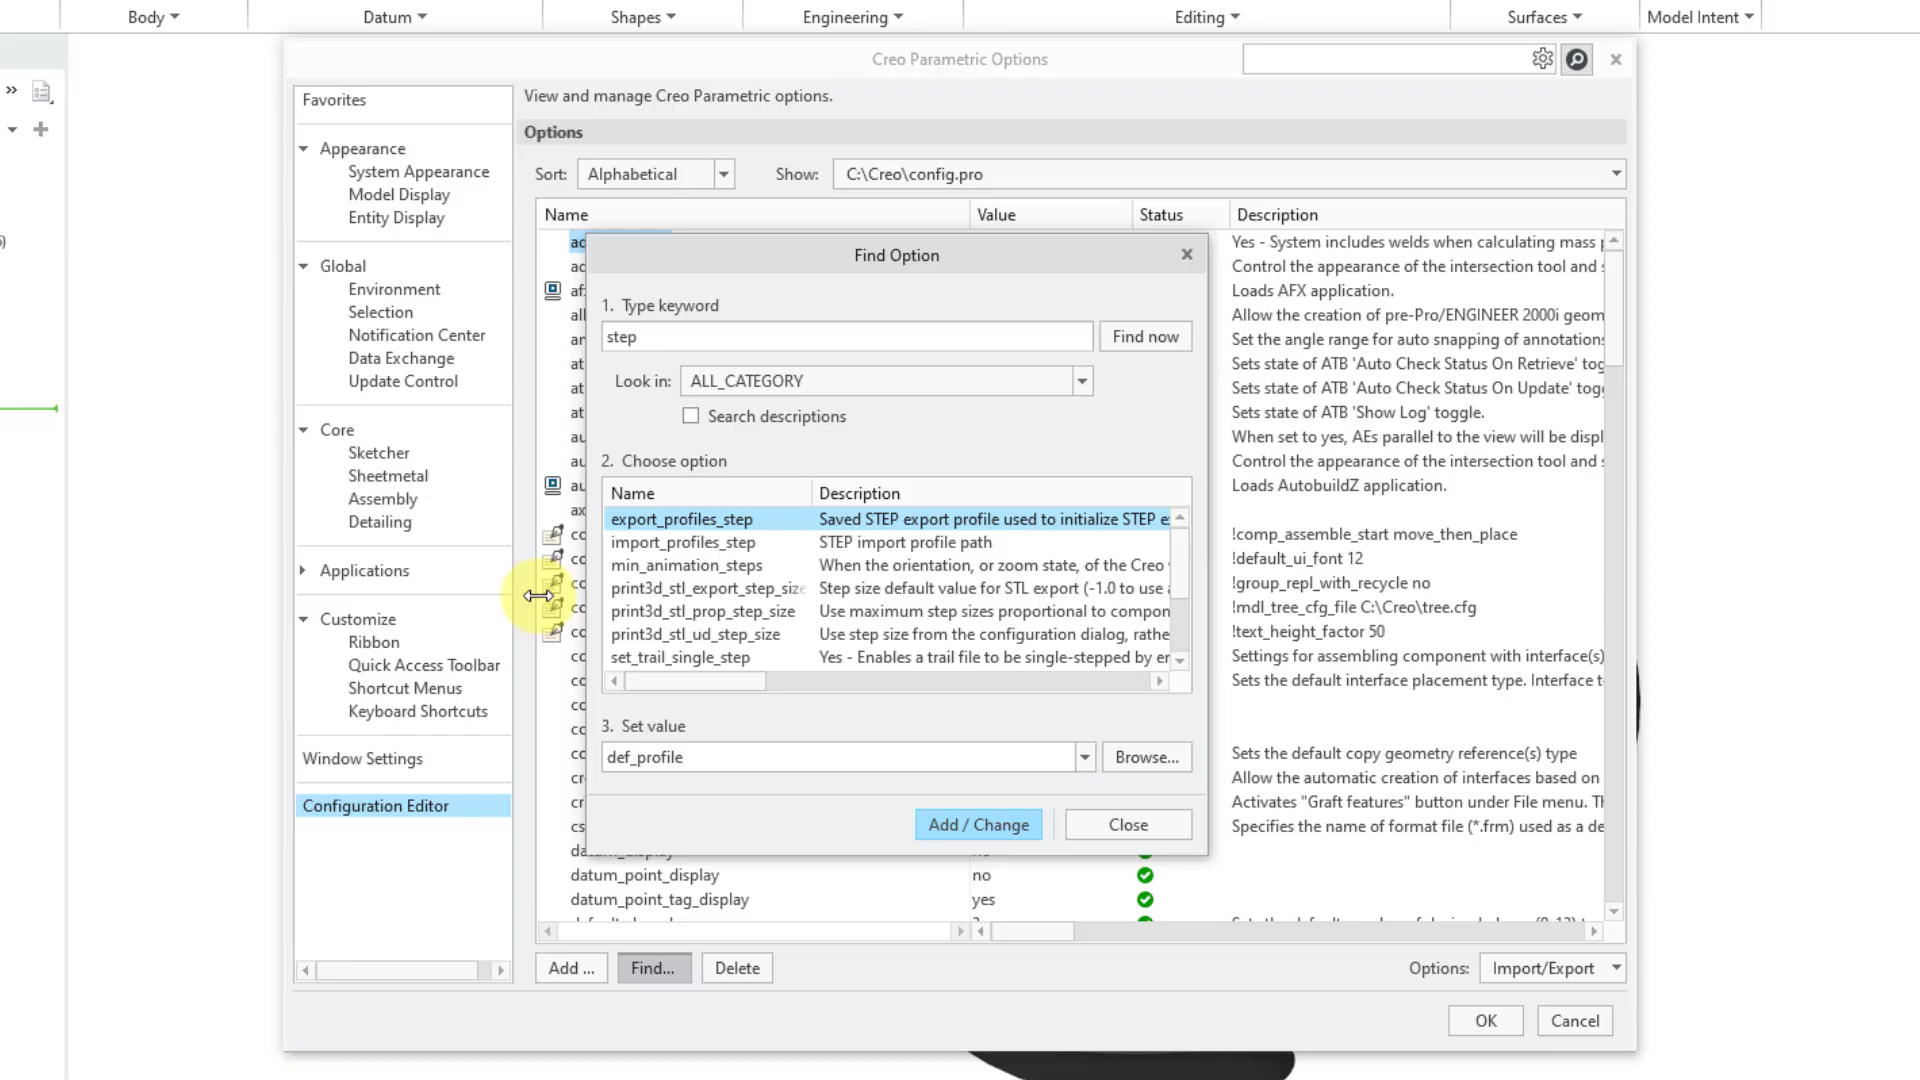 Body
Datum
Shapes
Engineering
Editing
Surfaces
Model Intent
Creo Parametric Options
Favorites
Appearance
System Appearance
Model Display
Entity Display
Global
Environment
Selection
Notification Center
Data Exchange
Update Control
Core
Sketcher
Sheetmetal
Assembly
Detailing
Applications
Customize
Ribbon
Quick Access Toolbar
Shortcut Menus
Keyboard Shortcuts
Window Settings
Configuration Editor
View and manage Creo Parametric options.
Options
Sort: Alphabetical Show: C:\Creo\config.pro
Name Value Status Description
Yes - System includes welds when calculating mass
Control the appearance of the intersection tool and
Loads AFX application.
Allow the creation of pre-Pro/ENGINEER 2000i geom
Set the angle range for auto snapping of annotations
Sets state of ATB 'Auto Check Status On Retrieve' tog
Sets state of ATB 'Auto Check Status On Update' togg
Sets state of ATB 'Show Log' toggle.
When set to yes, AEs parallel to the view will be displ
Control the appearance of the intersection tool and
Loads AutobuildZ application.
!comp_assemble_start move_then_place
!default_ui_font 12
!group_repl_with_recycle no
!mdl_tree_cfg_file C:\Creo\tree.cfg
!text_height_factor 50
Settings for assembling component with interface(s)
Sets the default interface placement type. Interface t
Sets the default copy geometry reference(s) type
Allow the automatic creation of interfaces based on
Activates "Graft features" button under File menu. Th
Specifies the name of format file (*.frm) used as a de
datum_point_display no
datum_point_tag_display yes
Find Option
1. Type keyword
step
Find now
Look in: ALL_CATEGORY
Search descriptions
2. Choose option
Name Description
export_profiles_step Saved STEP export profile used to initialize STEP e
import_profiles_step STEP import profile path
min_animation_steps When the orientation, or zoom state, of the Creo
print3d_stl_export_step_size Step size default value for STL export (-1.0 to use
print3d_stl_prop_step_size Use maximum step sizes proportional to compon
print3d_stl_ud_step_size Use step size from the configuration dialog, rathe
set_trail_single_step Yes - Enables a trail file to be single-stepped by er
3. Set value
def_profile
Browse...
Add / Change
Close
Add ...
Find...
Delete
Options: Import/Export
OK
Cancel